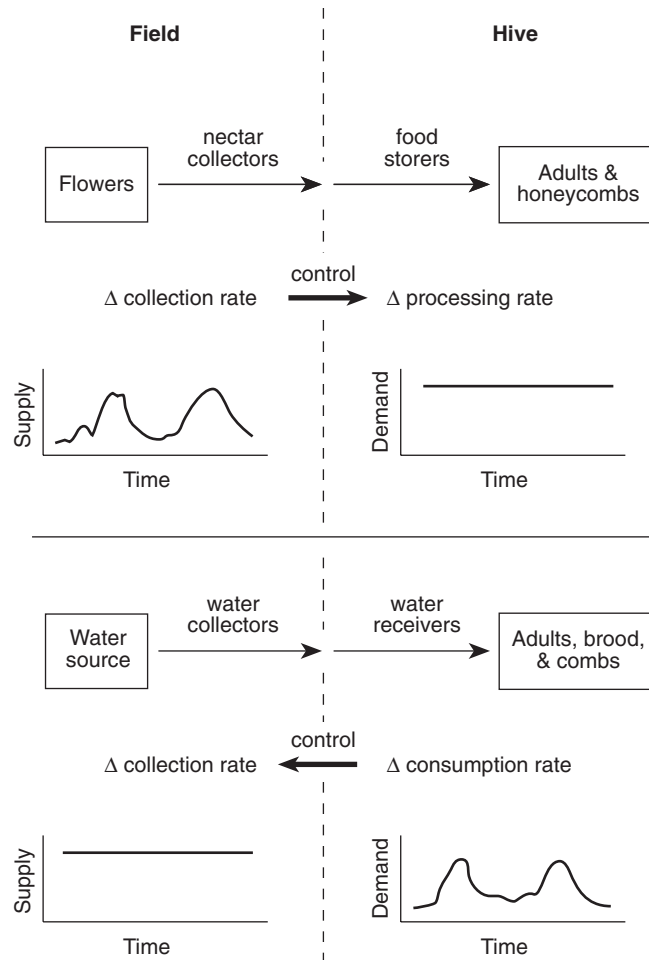 Field
Hive
nectar
collectors
food
storers
Flowers
Adults &
honeycombs
control
Δ collection rate
Δ processing rate
Supply
Time
Demand
Time
water
collectors
water
receivers
Water
source
Adults, brood,
& combs
control
Δ collection rate
Δ consumption rate
Supply
Time
Demand
Time